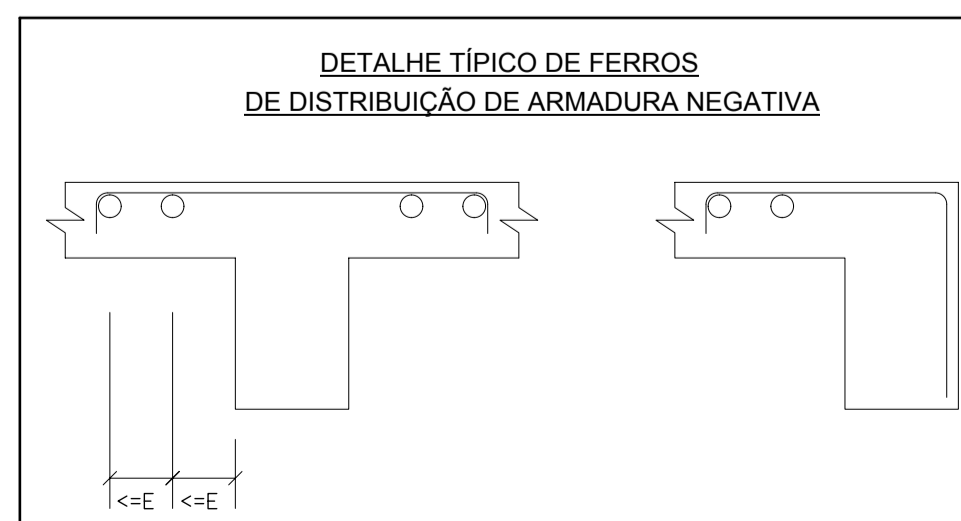 DETALHE TÍPICO DE FERROS
DE DISTRIBUIÇÃO DE ARMADURA NEGATIVA
<=E <=E